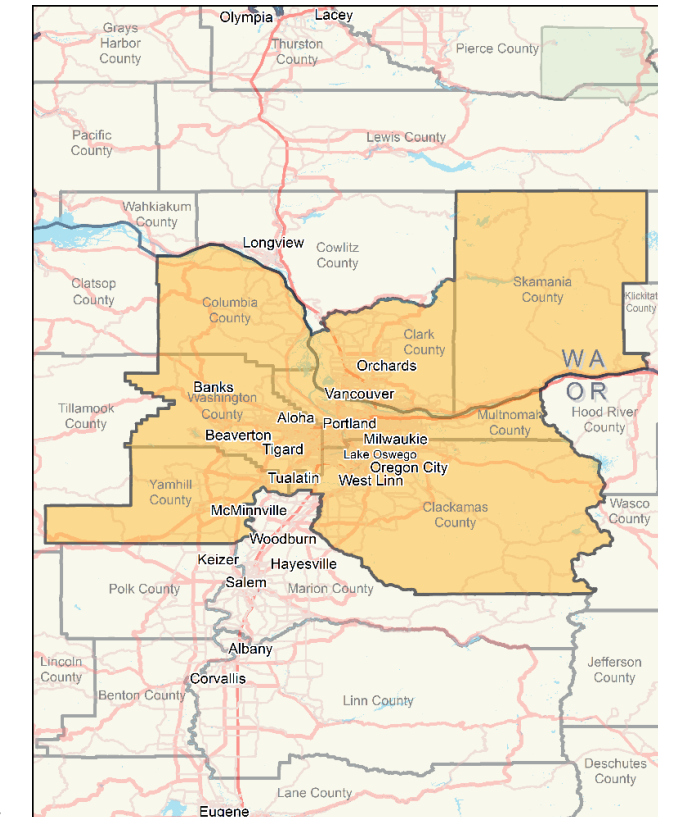 Olympia
Lacey
Grays
Harbor
County
Thurston
County
Pierce County
Pacific
County
Lewis County
Wahkiakum
County
Longview
Cowlitz
County
Clatsop
County
Columbia
County
Skamania
County
Klickitat
County
Clark
County
WA
OR
Orchards
Banks
Washington
County
Vancouver
Tillamook
County
Aloha
Portland
Multnomah
County
Hood River
County
Beaverton
Milwaukie
Tigard
Lake Oswego
Oregon City
Tualatin
West Linn
Yamhill
County
McMinnville
Clackamas
County
Wasco
County
Woodburn
Keizer
Hayesville
Salem
Polk County
Marion County
Albany
Lincoln
County
Corvallis
Benton County
Linn County
Jefferson
County
Deschutes
County
Lane County
Eugene